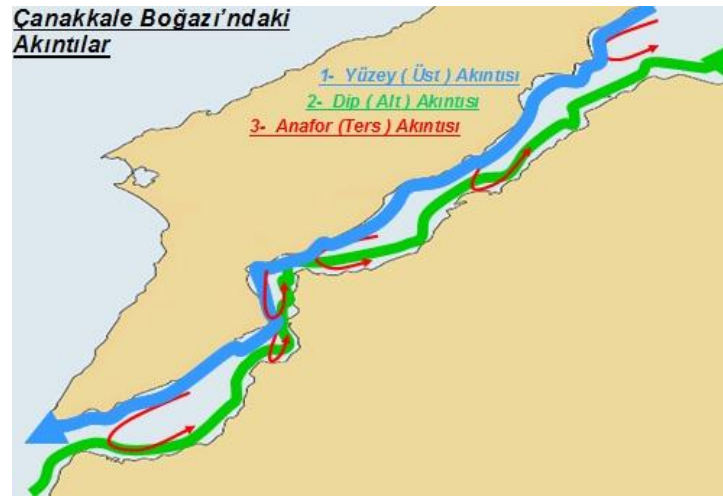 Çanakkale Boğazı'ndaki
Akıntılar
1- Yüzey ( Üst ) Akıntısı
2- Dip ( Alt ) Akıntısı
3- Anafor (Ters ) Akıntısı